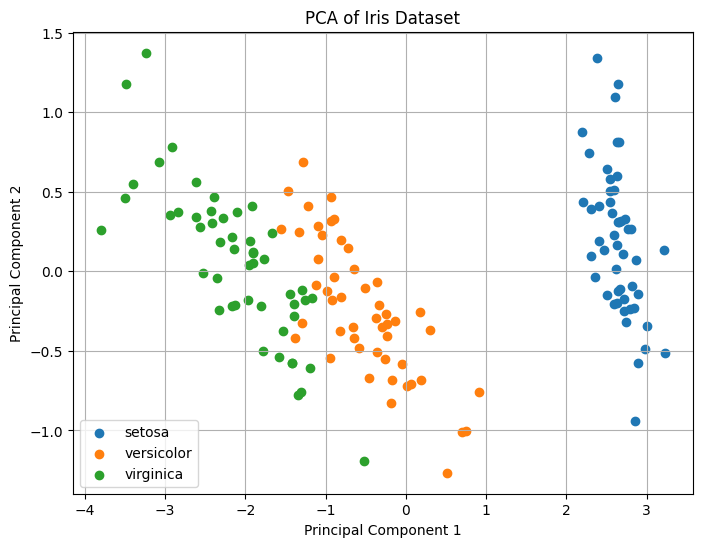 PCA of Iris Dataset
1.5
1.0
0.5
0.0
−0.5
−1.0
Principal Component 2
setosa
versicolor
virginica
−4 −3 −2 −1 0 1 2 3
Principal Component 1